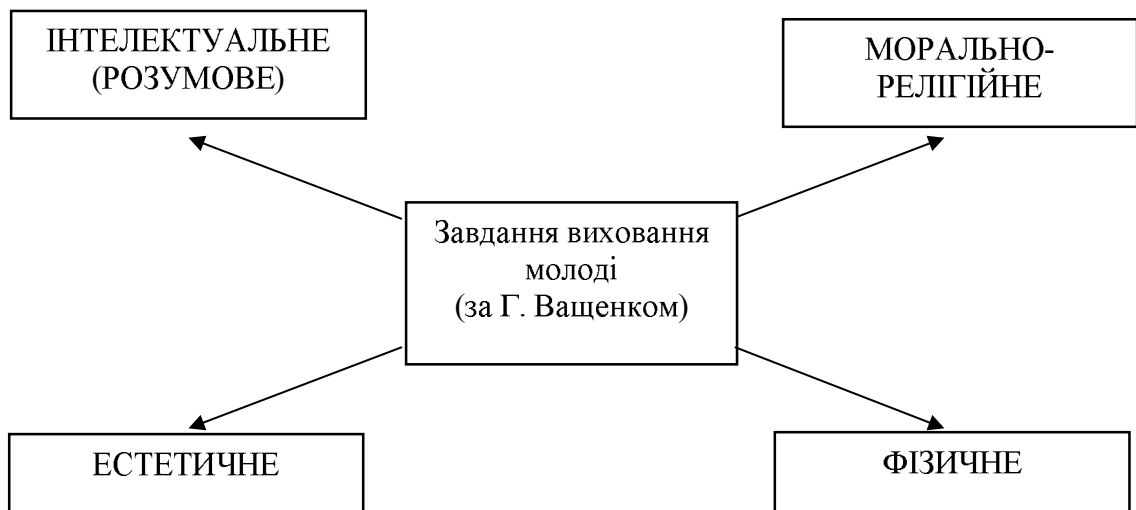 ІНТЕЛЕКТУАЛЬНЕ
(РОЗУМОВЕ)
МОРАЛЬНО-
РЕЛІГІЙНЕ
Завдання виховання
молоді
(за Г. Ващенком)
ЕСТЕТИЧНЕ
ФІЗИЧНЕ